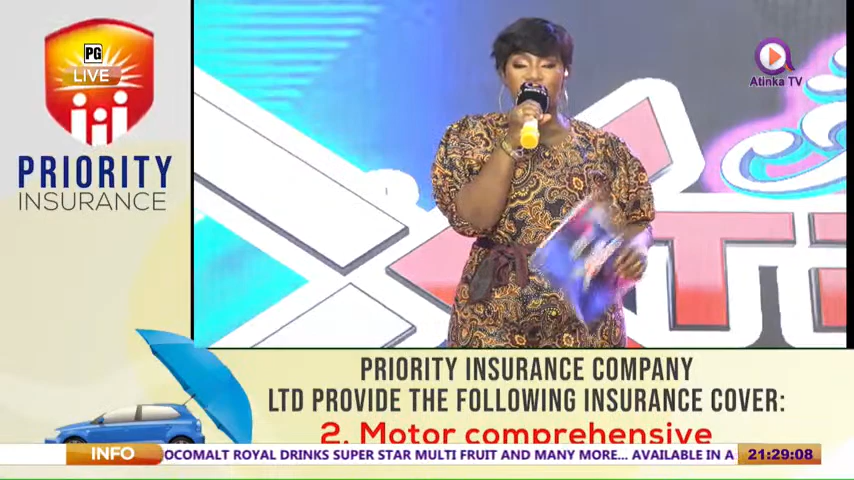 PG
LIVE
PRIORITY
INSURANCE
Atinka TV
PRIORITY INSURANCE COMPANY
LTD PROVIDE THE FOLLOWING INSURANCE COVER:
2. Motor comprehensive
INFO
OCOMALT ROYAL DRINKS SUPER STAR MULTI FRUIT AND MANY MORE... AVAILABLE IN A
21:29:08